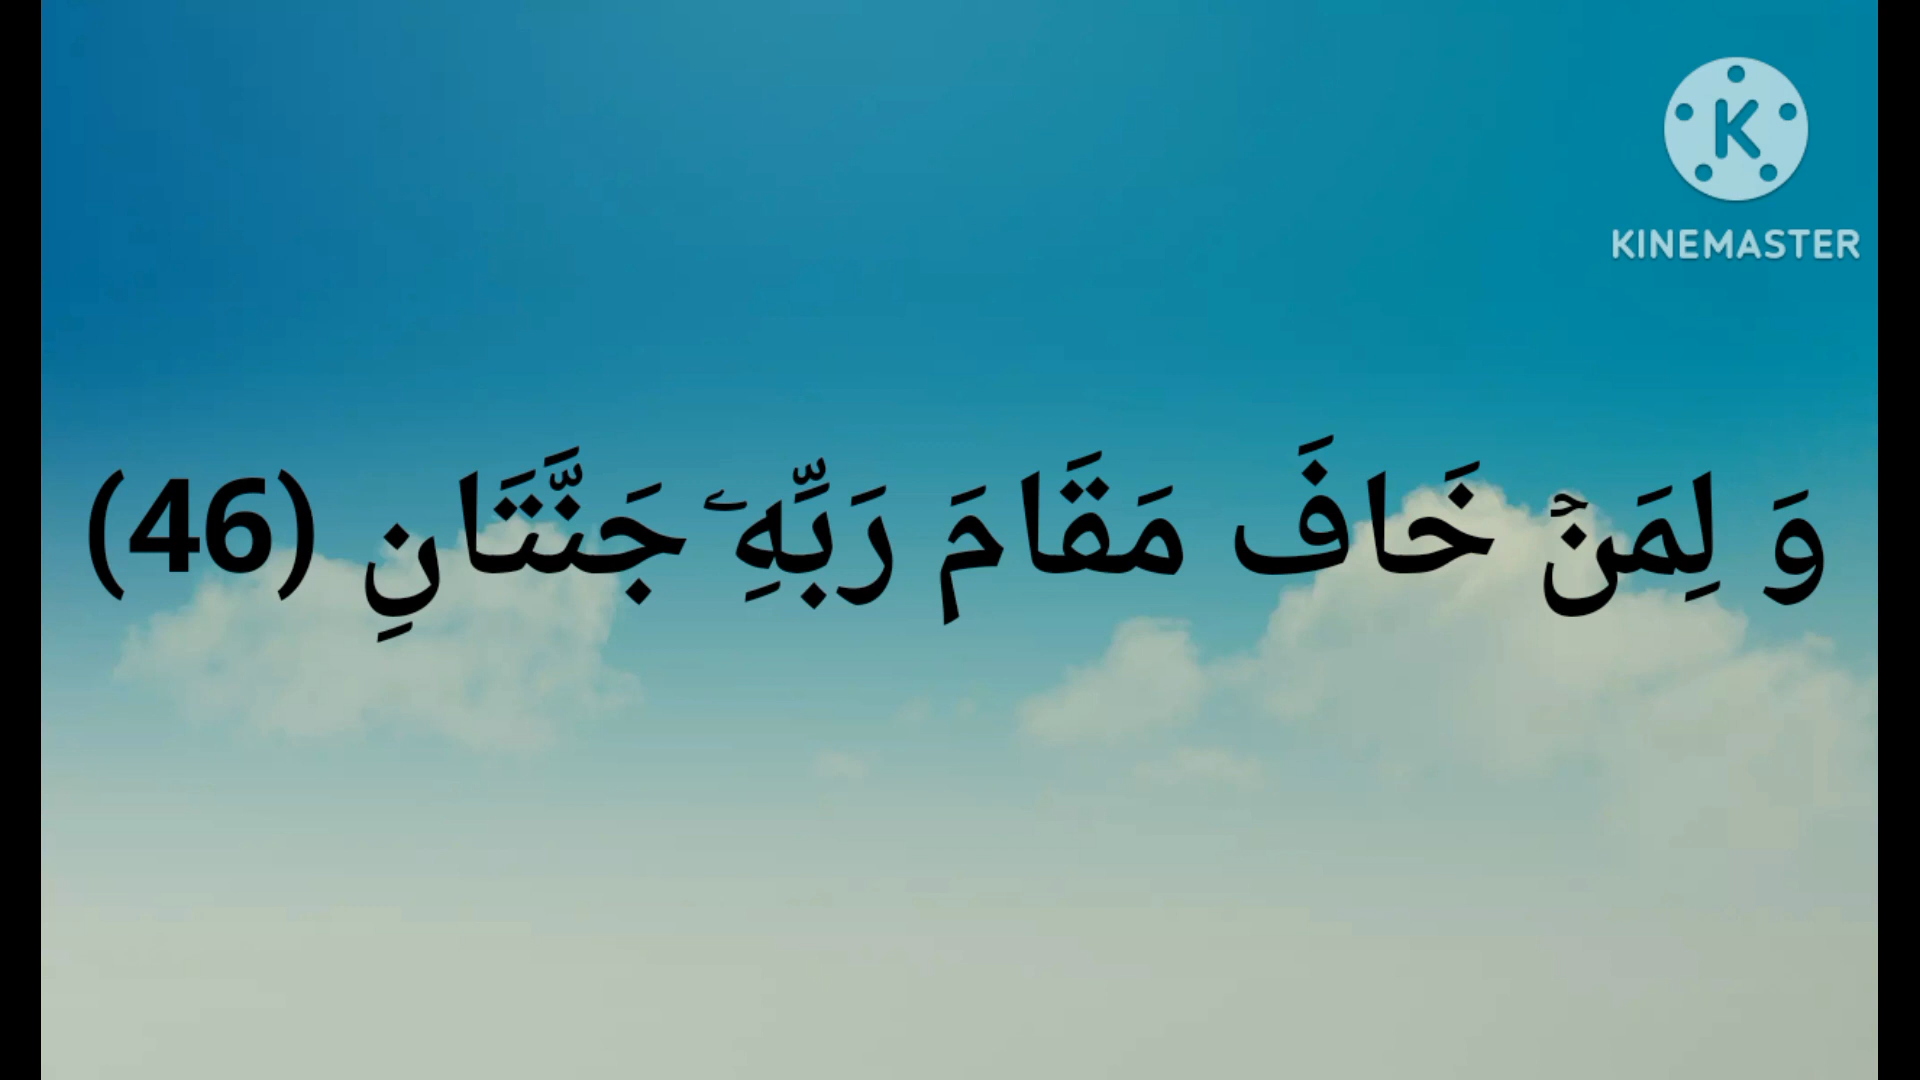 KINEMASTER
وَ لِمَنۡ خَافَ مَقَامَ رَبِّهِۦ جَنَّتَانِ (46)